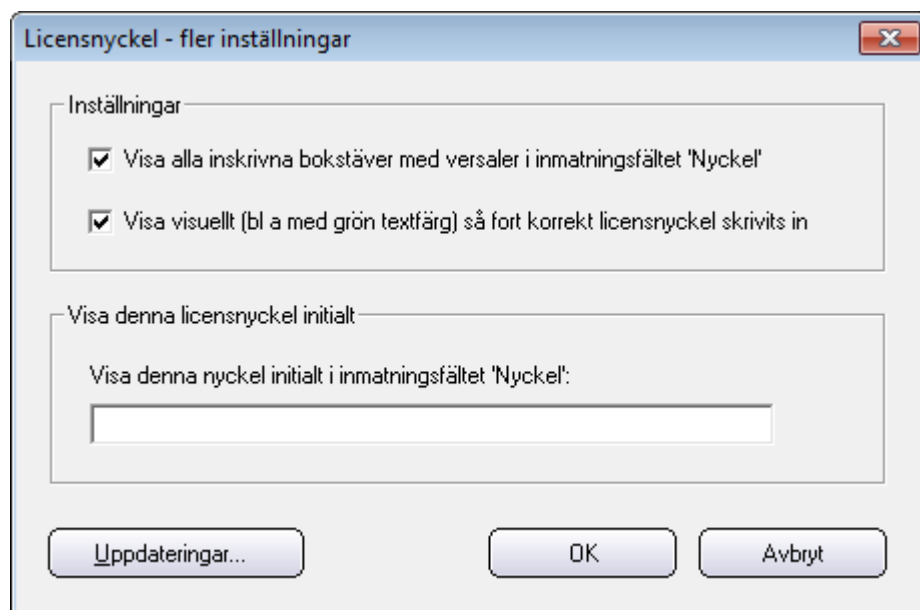 Licensnyckel - fler inställningar
Inställningar
Visa alla inskrivna bokstäver med versaler i inmatningsfältet 'Nyckel'
Visa visuellt (bl a med grön textfärg) så fort korrekt licensnyckel skrivits in
Visa denna licensnyckel initialt
Visa denna nyckel initialt i inmatningsfältet 'Nyckel':
Uppdateringar... OK Avbryt